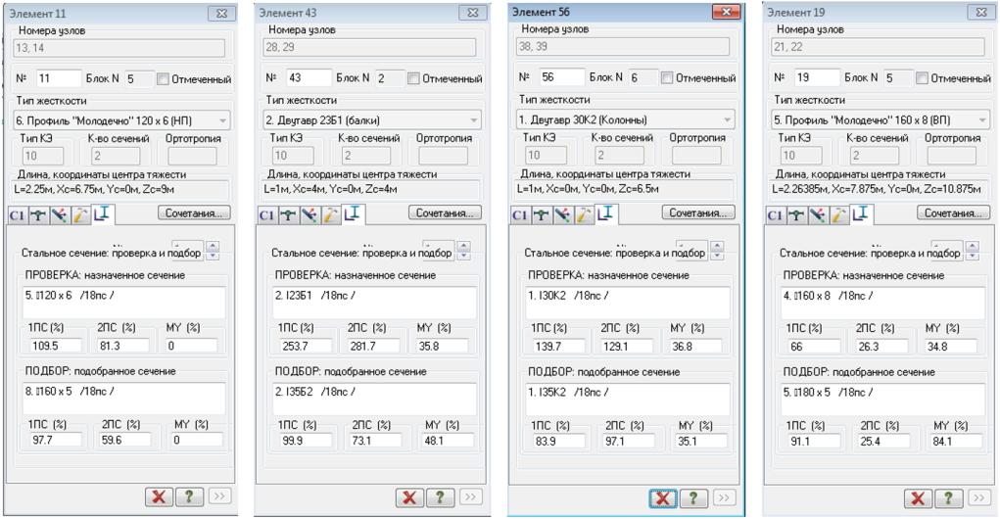 Элемент 11
Номера узлов
13, 14
№ 11 Блок N 5 Отмеченный
Тип жесткости
6. Профиль "Молодечно" 120 x 6 (НП)
Тип КЭ К-во сечений Ортотропия
10 2
Длина, координаты центра тяжести
L=2.25м, Xc=6.75м, Yc=0м, Zc=9м
C1 Сочетания...
Стальное сечение: проверка и подбор
ПРОВЕРКА: назначенное сечение
5. 120 x 6 /18пс /
1ПС (%) 2ПС (%) МУ (%)
109.5 81.3 0
ПОДБОР: подобранное сечение
8. 160 x 5 /18пс /
1ПС (%) 2ПС (%) МУ (%)
97.7 59.6 0
? >>
Элемент 43
Номера узлов
28, 29
№ 43 Блок N 2 Отмеченный
Тип жесткости
2. Двутавр 23Б1 (балки)
Тип КЭ К-во сечений Ортотропия
10 2
Длина, координаты центра тяжести
L=1м, Xc=4м, Yc=0м, Zc=4м
C1 Сочетания...
Стальное сечение: проверка и подбор
ПРОВЕРКА: назначенное сечение
2. I23Б1 /18пс /
1ПС (%) 2ПС (%) МУ (%)
253.7 281.7 35.8
ПОДБОР: подобранное сечение
2. I35Б2 /18пс /
1ПС (%) 2ПС (%) МУ (%)
99.9 73.1 48.1
? >>
Элемент 56
Номера узлов
38, 39
№ 56 Блок N 6 Отмеченный
Тип жесткости
1. Двутавр 30К2 (Колонны)
Тип КЭ К-во сечений Ортотропия
10 2
Длина, координаты центра тяжести
L=1м, Xc=0м, Yc=0м, Zc=6.5м
C1 Сочетания...
Стальное сечение: проверка и подбор
ПРОВЕРКА: назначенное сечение
1. I30К2 /18пс /
1ПС (%) 2ПС (%) МУ (%)
139.7 129.1 36.8
ПОДБОР: подобранное сечение
1. I35К2 /18пс /
1ПС (%) 2ПС (%) МУ (%)
83.9 97.1 35.1
? >>
Элемент 19
Номера узлов
21, 22
№ 19 Блок N 5 Отмеченный
Тип жесткости
5. Профиль "Молодечно" 160 x 8 (ВП)
Тип КЭ К-во сечений Ортотропия
10 2
Длина, координаты центра тяжести
L=2.26385м, Xc=7.875м, Yc=0м, Zc=10.875м
C1 Сочетания...
Стальное сечение: проверка и подбор
ПРОВЕРКА: назначенное сечение
4. 160 x 8 /18пс /
1ПС (%) 2ПС (%) МУ (%)
66 26.3 34.8
ПОДБОР: подобранное сечение
5. 180 x 5 /18пс /
1ПС (%) 2ПС (%) МУ (%)
91.1 25.4 84.1
? >>